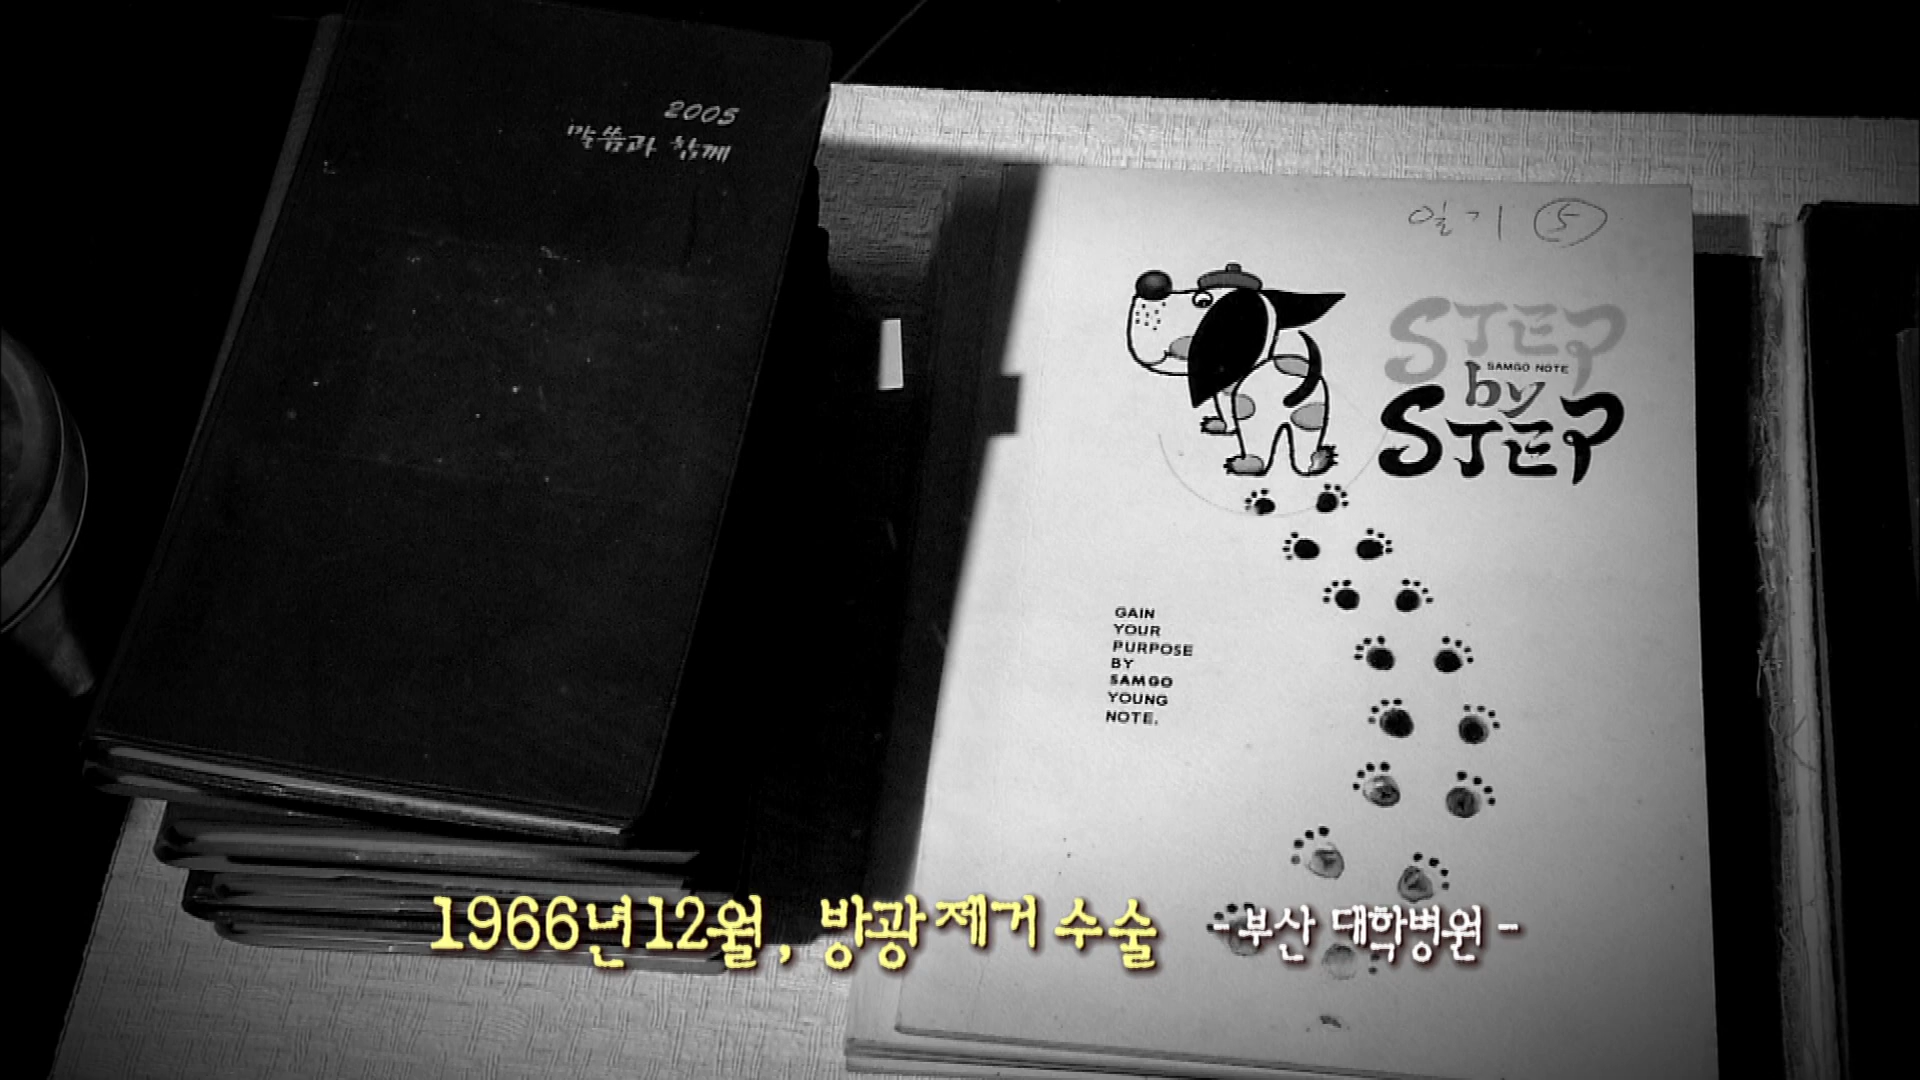 2005
말씀과 함께
일기 ⑤
STEP
SAMGO NOTE
by
STEP
GAIN
YOUR
PURPOSE
BY
SAMGO
YOUNG
NOTE.
1966년 12월, 방광 제거 수술 -부산 대학병원-